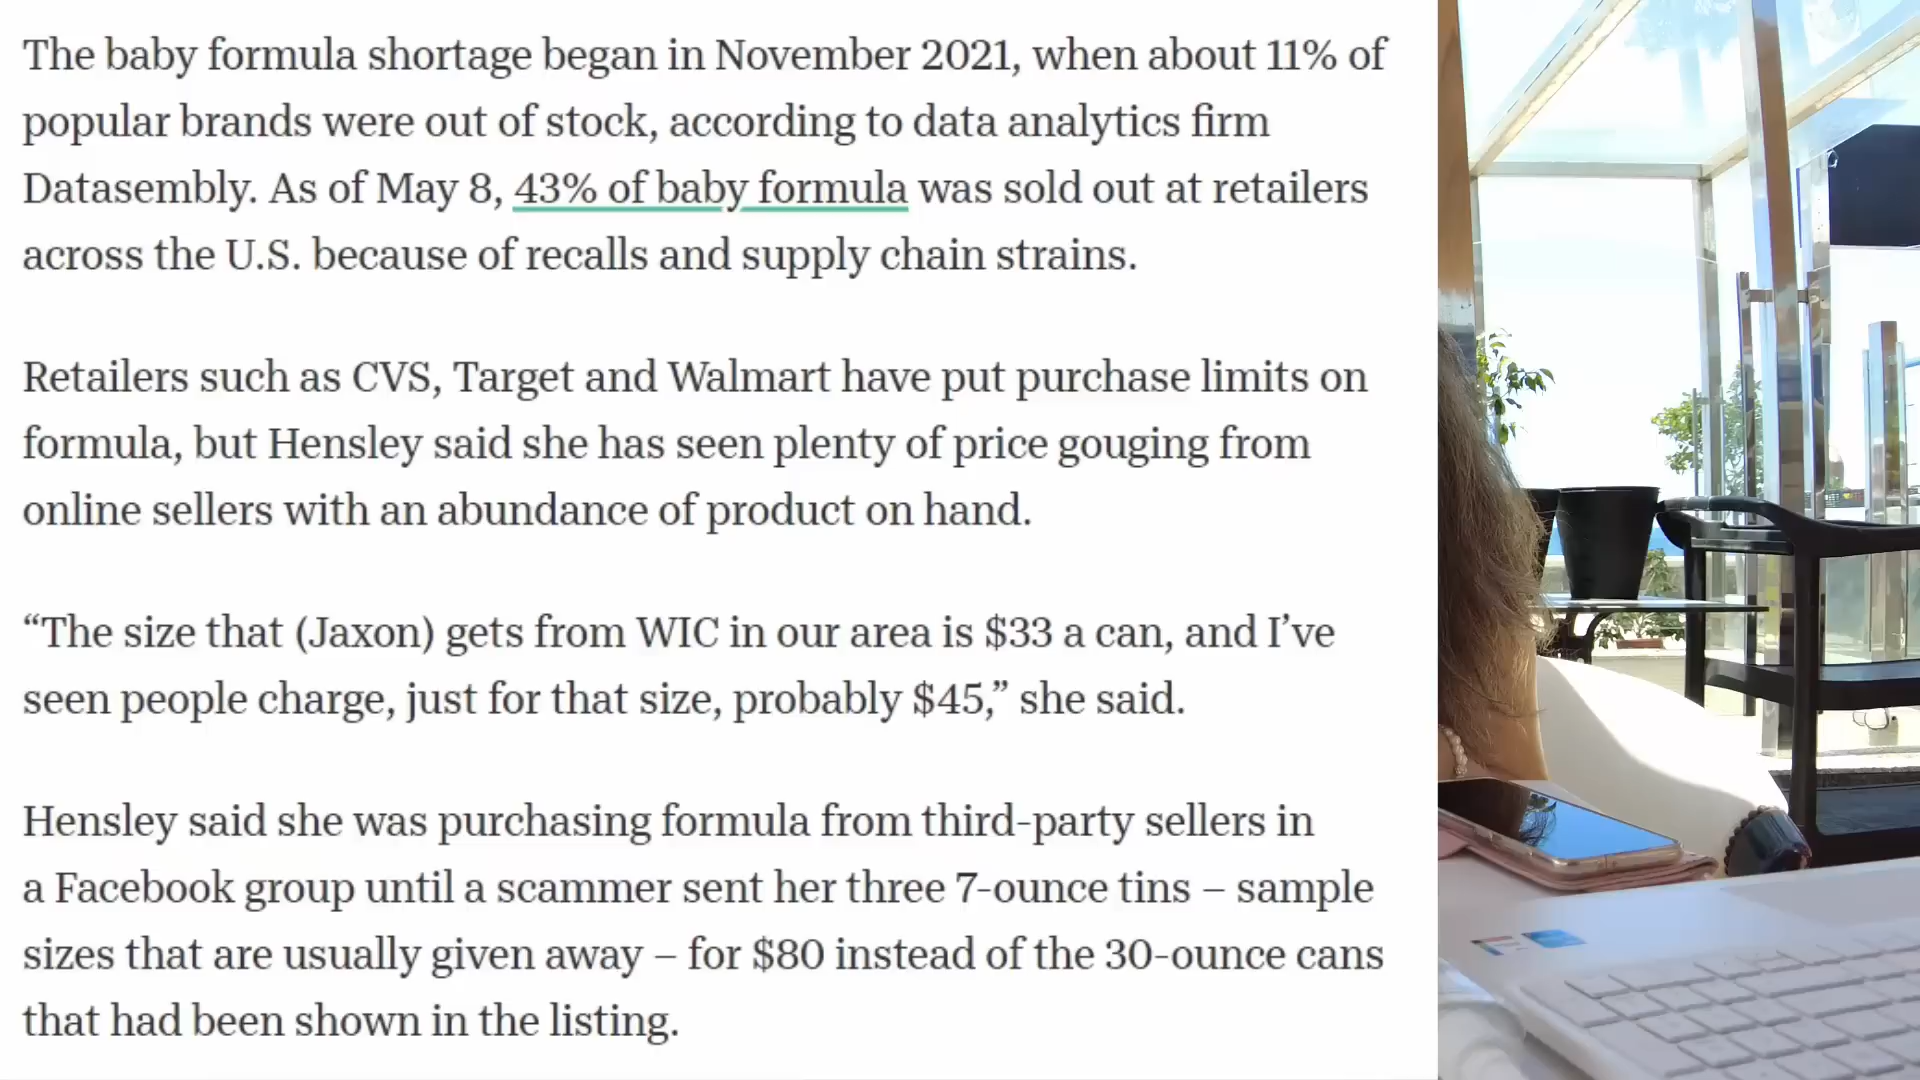 The baby formula shortage began in November 2021, when about 11% of
popular brands were out of stock, according to data analytics firm
Datasembly. As of May 8, 43% of baby formula was sold out at retailers
across the U.S. because of recalls and supply chain strains.
Retailers such as CVS, Target and Walmart have put purchase limits on
formula, but Hensley said she has seen plenty of price gouging from
online sellers with an abundance of product on hand.
“The size that (Jaxon) gets from WIC in our area is $33 a can, and I’ve
seen people charge, just for that size, probably $45,” she said.
Hensley said she was purchasing formula from third-party sellers in
a Facebook group until a scammer sent her three 7-ounce tins – sample
sizes that are usually given away – for $80 instead of the 30-ounce cans
that had been shown in the listing.